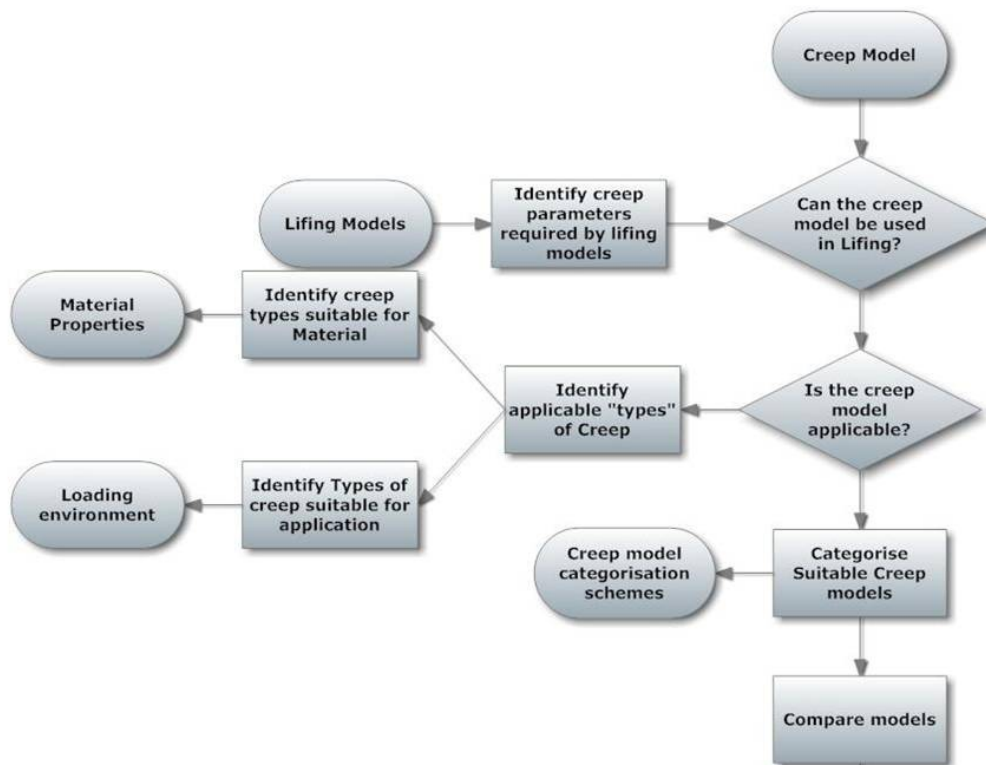 Creep Model
Can the creep
model be used
in Lifing?
Identify creep
parameters
required by lifing
models
Lifing Models
Identify creep
types suitable for
Material
Material
Properties
Is the creep
model
applicable?
Identify
applicable "types"
of Creep
Identify Types of
creep suitable for
application
Loading
environment
Categorise
Suitable Creep
models
Creep model
categorisation
schemes
Compare models